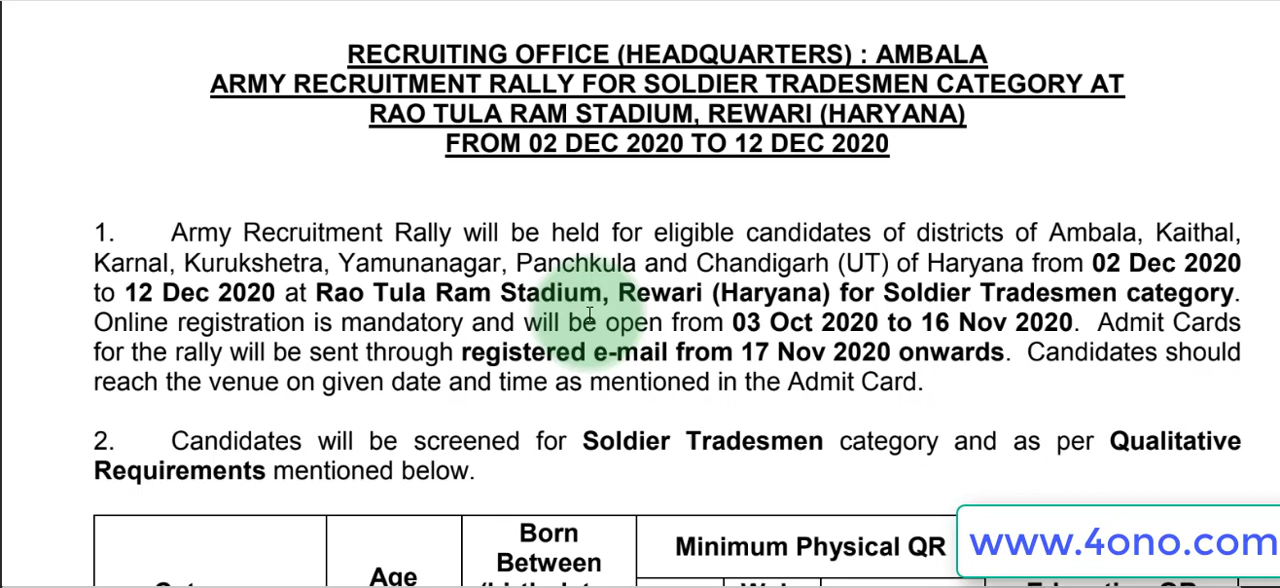 RECRUITING OFFICE (HEADQUARTERS) : AMBALA
ARMY RECRUITMENT RALLY FOR SOLDIER TRADESMEN CATEGORY AT
RAO TULA RAM STADIUM, REWARI (HARYANA)
FROM 02 DEC 2020 TO 12 DEC 2020
1. Army Recruitment Rally will be held for eligible candidates of districts of Ambala, Kaithal,
Karnal, Kurukshetra, Yamunanagar, Panchkula and Chandigarh (UT) of Haryana from 02 Dec 2020
to 12 Dec 2020 at Rao Tula Ram Stadium, Rewari (Haryana) for Soldier Tradesmen category.
Online registration is mandatory and will be open from 03 Oct 2020 to 16 Nov 2020. Admit Cards
for the rally will be sent through registered e-mail from 17 Nov 2020 onwards. Candidates should
reach the venue on given date and time as mentioned in the Admit Card.
2. Candidates will be screened for Soldier Tradesmen category and as per Qualitative
Requirements mentioned below.
Born
Between
Minimum Physical QR
Age
www.4ono.com